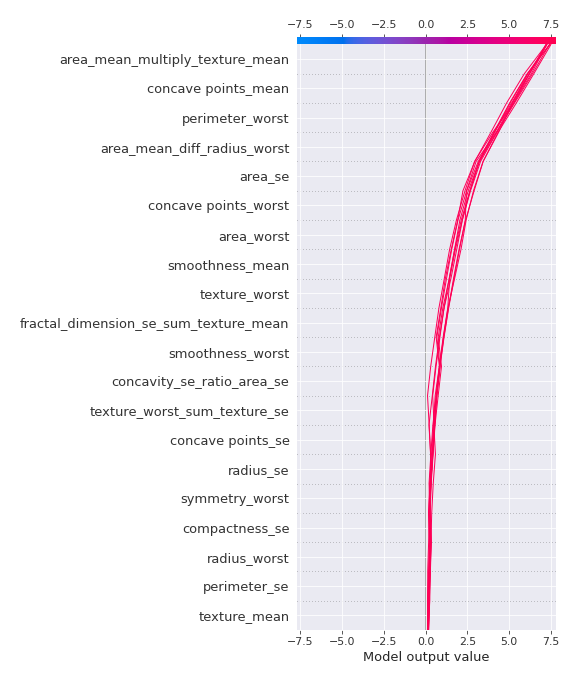 −7.5 −5.0 −2.5 0.0 2.5 5.0 7.5
area_mean_multiply_texture_mean
concave points_mean
perimeter_worst
area_mean_diff_radius_worst
area_se
concave points_worst
area_worst
smoothness_mean
texture_worst
fractal_dimension_se_sum_texture_mean
smoothness_worst
concavity_se_ratio_area_se
texture_worst_sum_texture_se
concave points_se
radius_se
symmetry_worst
compactness_se
radius_worst
perimeter_se
texture_mean
−7.5 −5.0 −2.5 0.0 2.5 5.0 7.5
Model output value